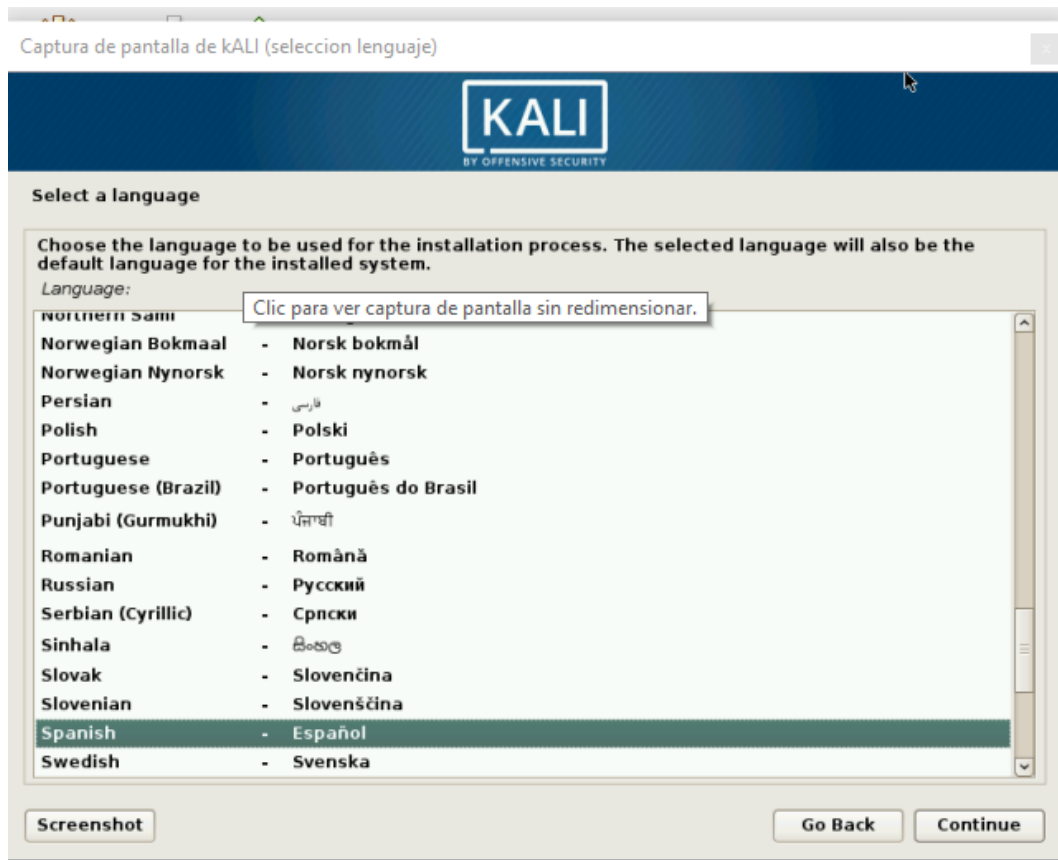 Captura de pantalla de kALI (seleccion lenguaje)
x
KALI
BY OFFENSIVE SECURITY
Select a language
Choose the language to be used for the installation process. The selected language will also be the
default language for the installed system.
Language:
Clic para ver captura de pantalla sin redimensionar.
Northern Sami
Norwegian Bokmaal - Norsk bokmål
Norwegian Nynorsk - Norsk nynorsk
Persian - فارسی
Polish - Polski
Portuguese - Português
Portuguese (Brazil) - Português do Brasil
Punjabi (Gurmukhi) - ਪੰਜਾਬੀ
Romanian - Română
Russian - Русский
Serbian (Cyrillic) - Српски
Sinhala - සිංහල
Slovak - Slovenčina
Slovenian - Slovenščina
Spanish - Español
Swedish - Svenska
Screenshot
Go Back
Continue